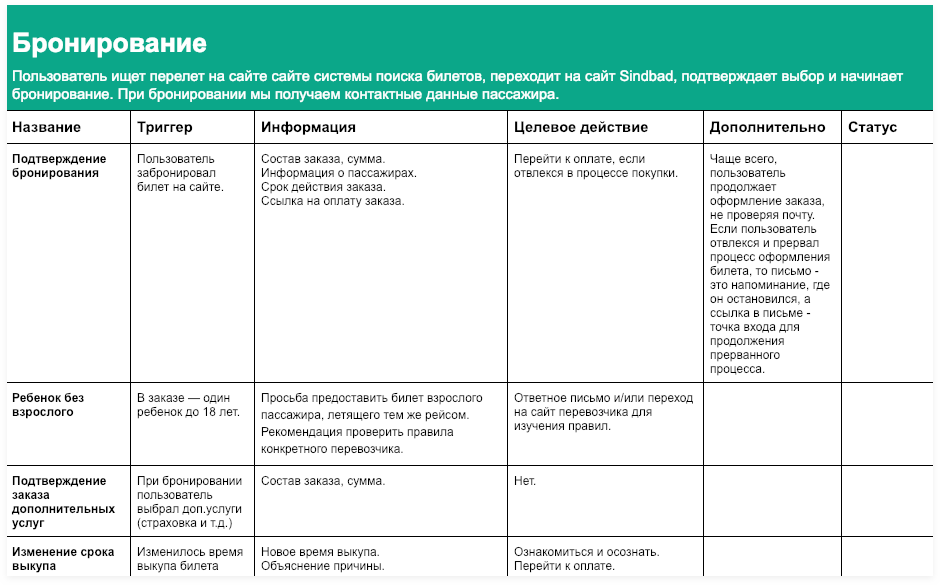 Бронирование
Пользователь ищет перелет на сайте сайте системы поиска билетов, переходит на сайт Sindbad, подтверждает выбор и начинает
бронирование. При бронировании мы получаем контактные данные пассажира.
Название
Триггер
Информация
Целевое действие
Дополнительно
Статус
Подтверждение
бронирования
Пользователь
забронировал
билет на сайте.
Состав заказа, сумма.
Информация о пассажирах.
Срок действия заказа.
Ссылка на оплату заказа.
Перейти к оплате, если
отвлекся в процессе покупки.
Чаще всего,
пользователь
продолжает
оформление заказа,
не проверяя почту.
Если пользователь
отвлекся и прервал
процесс оформления
билета, то письмо -
это напоминание, где
он остановился, а
ссылка в письме -
точка входа для
продолжения
прерванного
процесса.
Ребенок без
взрослого
В заказе — один
ребенок до 18 лет.
Просьба предоставить билет взрослого
пассажира, летящего тем же рейсом.
Рекомендация проверить правила
конкретного перевозчика.
Ответное письмо и/или переход
на сайт перевозчика для
изучения правил.
Подтверждение
заказа
дополнительных
услуг
При бронировании
пользователь
выбрал доп.услуги
(страховка и т.д.)
Состав заказа, сумма.
Нет.
Изменение срока
выкупа
Изменилось время
выкупа билета
Новое время выкупа.
Объяснение причины.
Ознакомиться и осознать.
Перейти к оплате.